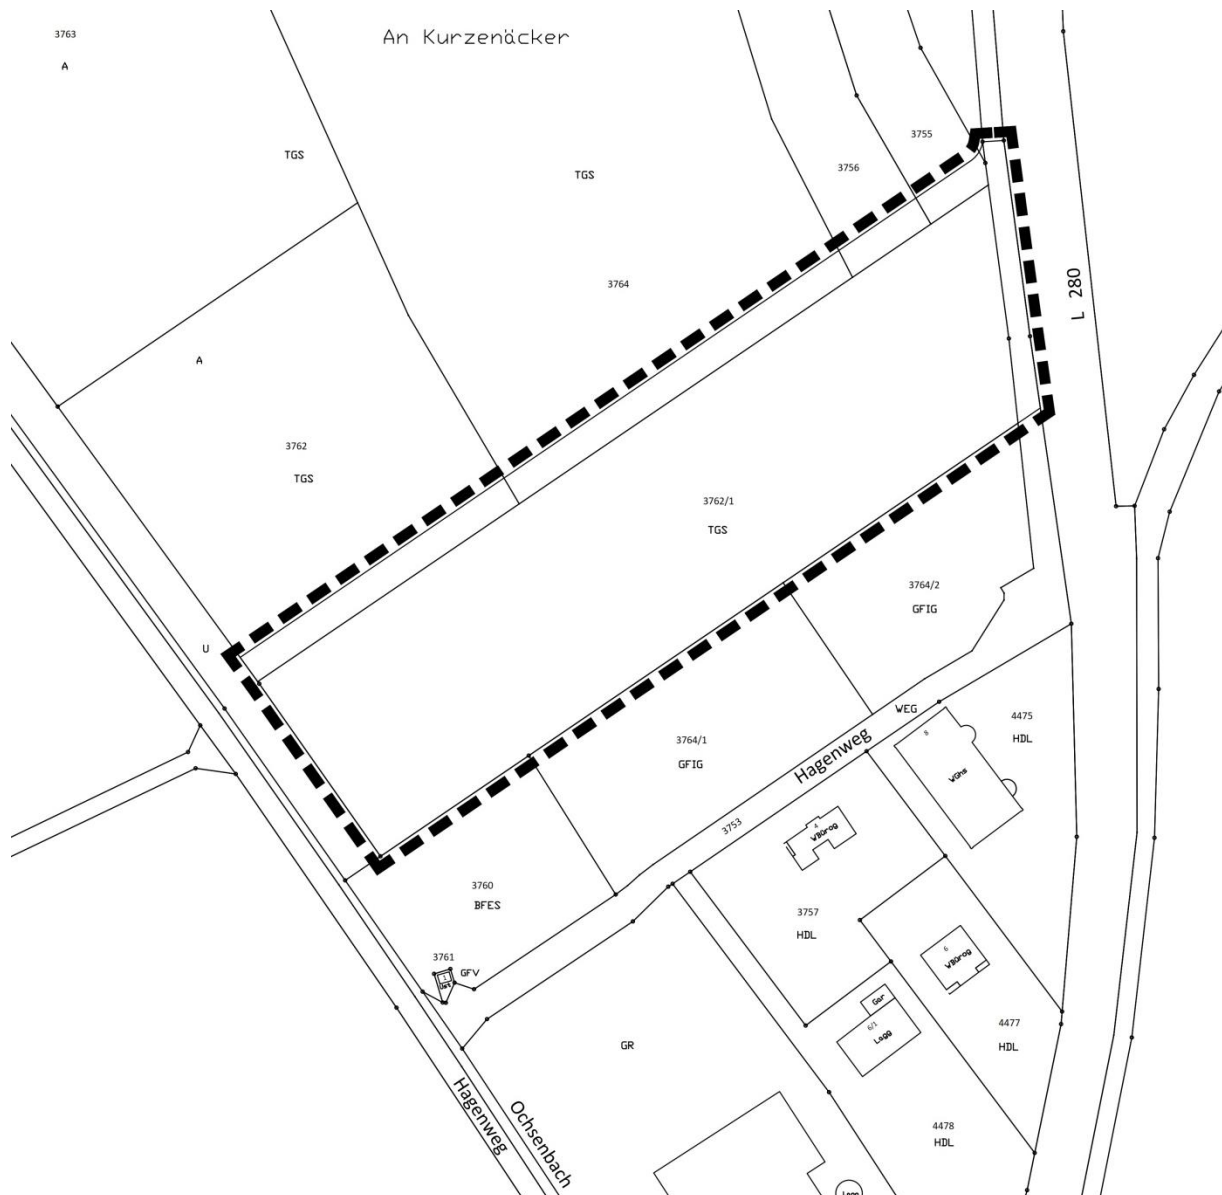 3763
An Kurzenäcker
A
3755
TGS
3756
TGS
3764
L 280
A
3762
TGS
3762/1
TGS
3764/2
GFIG
U
WEG
4475
HDL
8
WGhs
3764/1
GFIG
Hagenweg
3753
4
WBürog
3760
BFES
3757
HDL
6
WBürog
3761
1
GFV
Gar
6/1
Lagg
4477
HDL
GR
Hagenweg
Ochsenbach
4478
HDL